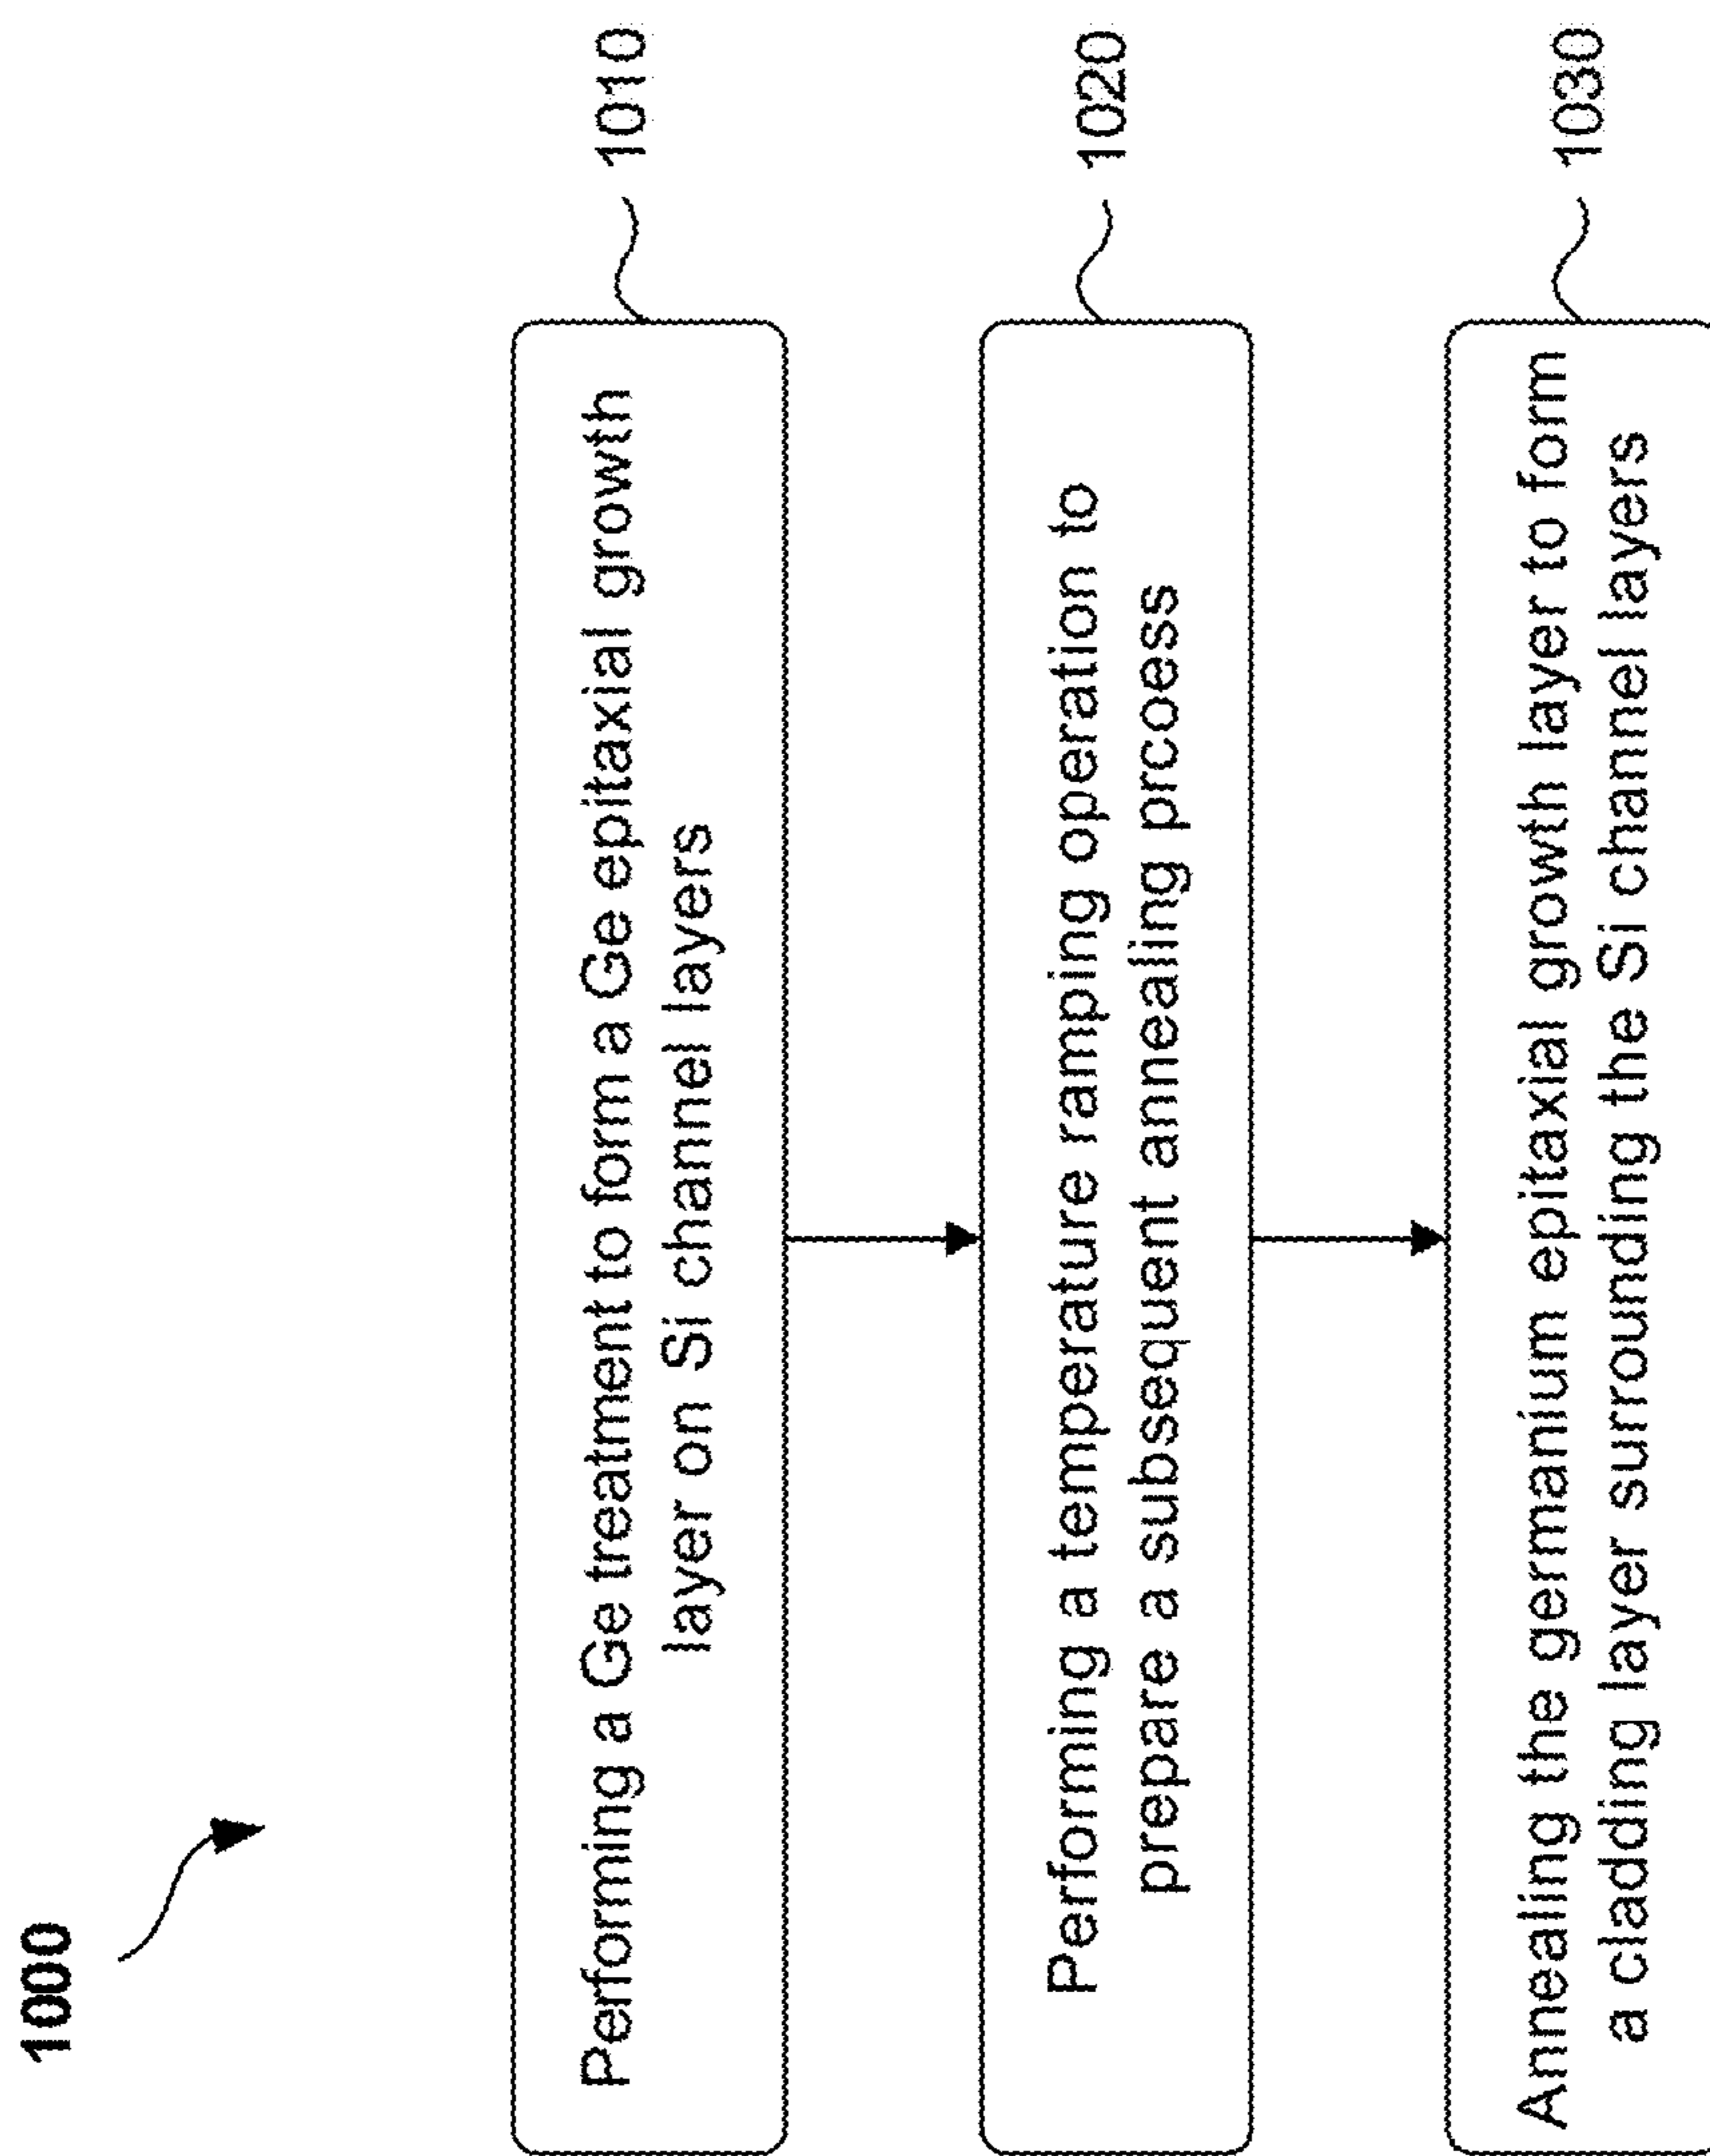 1000
Performing a Ge treatment to form a Ge epitaxial growth
layer on Si channel layers
1010
Performing a temperature ramping operation to
prepare a subsequent annealing prcoess
1020
Annealing the germanium epitaxial growth layer to form
a cladding layer surrounding the Si channel layers
1030